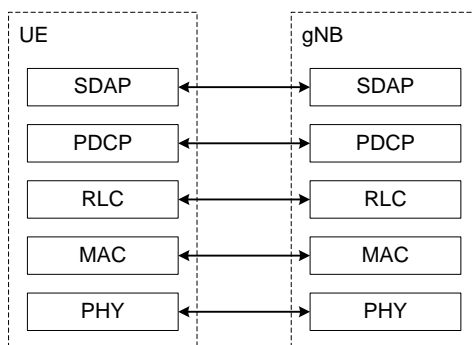 UE gNB
SDAP SDAP
PDCP PDCP
RLC RLC
MAC MAC
PHY PHY